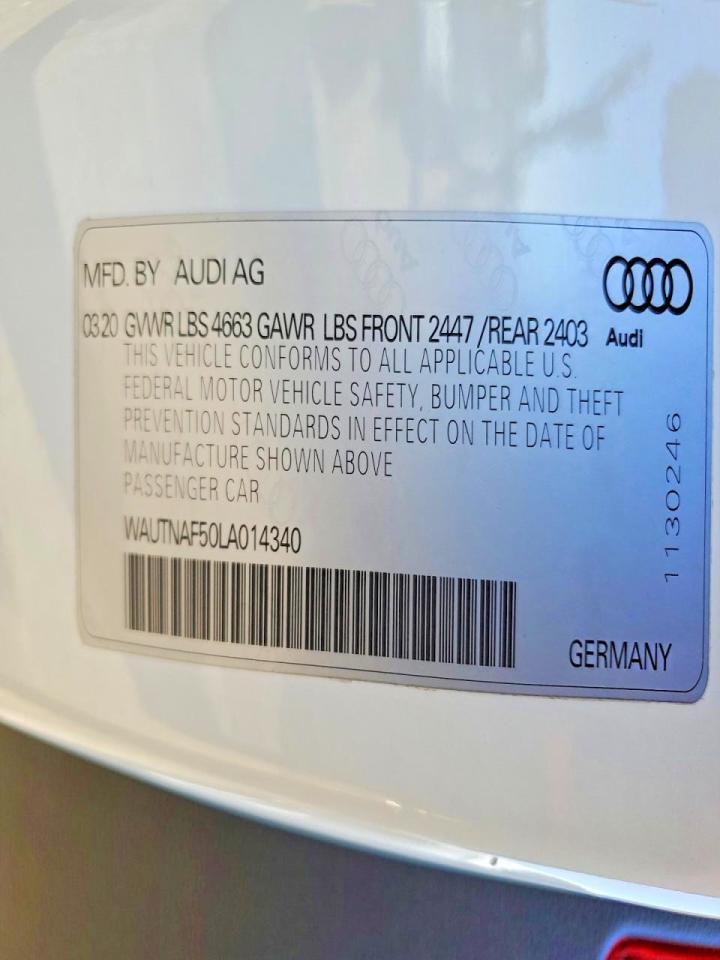 MFD. BY AUDI AG
03.20 GVWR LBS 4663 GAWR LBS FRONT 2447 /REAR 2403
Audi
THIS VEHICLE CONFORMS TO ALL APPLICABLE U.S.
FEDERAL MOTOR VEHICLE SAFETY, BUMPER AND THEFT
PREVENTION STANDARDS IN EFFECT ON THE DATE OF
MANUFACTURE SHOWN ABOVE
PASSENGER CAR
WAUTNAF50LA014340
GERMANY
1130246